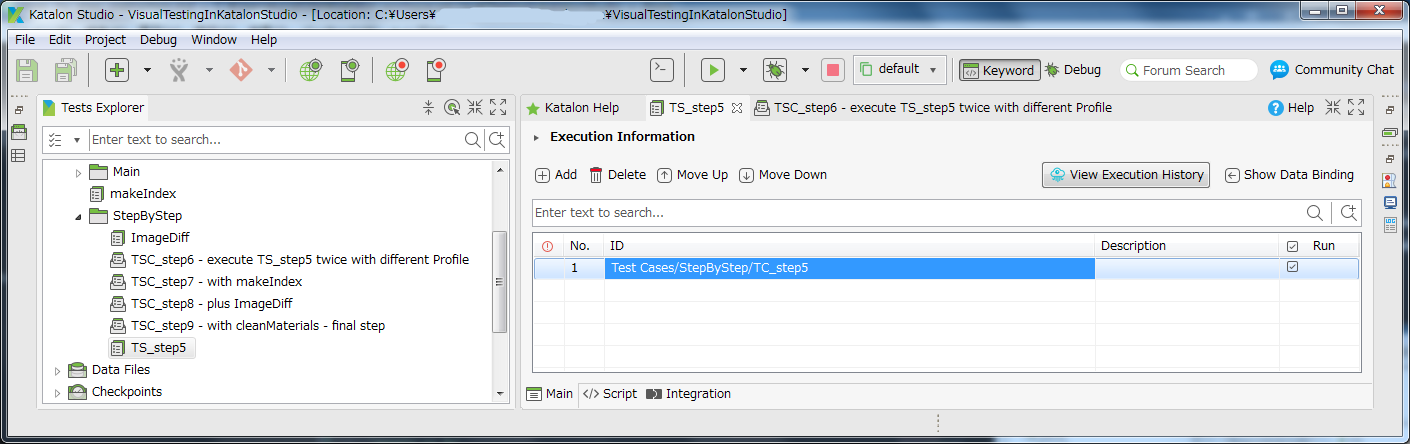 Katalon Studio - VisualTestingInKatalonStudio - [Location: C:¥Users¥ ¥VisualTestingInKatalonStudio]
File Edit Project Debug Window Help
default Keyword Debug Forum Search Community Chat
Tests Explorer
Enter text to search...
Main
makeIndex
StepByStep
ImageDiff
TSC_step6 - execute TS_step5 twice with different Profile
TSC_step7 - with makeIndex
TSC_step8 - plus ImageDiff
TSC_step9 - with cleanMaterials - final step
TS_step5
Data Files
Checkpoints
Katalon Help TS_step5 TSC_step6 - execute TS_step5 twice with different Profile Help
Execution Information
Add Delete Move Up Move Down View Execution History Show Data Binding
Enter text to search...
No. ID Description Run
1 Test Cases/StepByStep/TC_step5
Main </> Script Integration